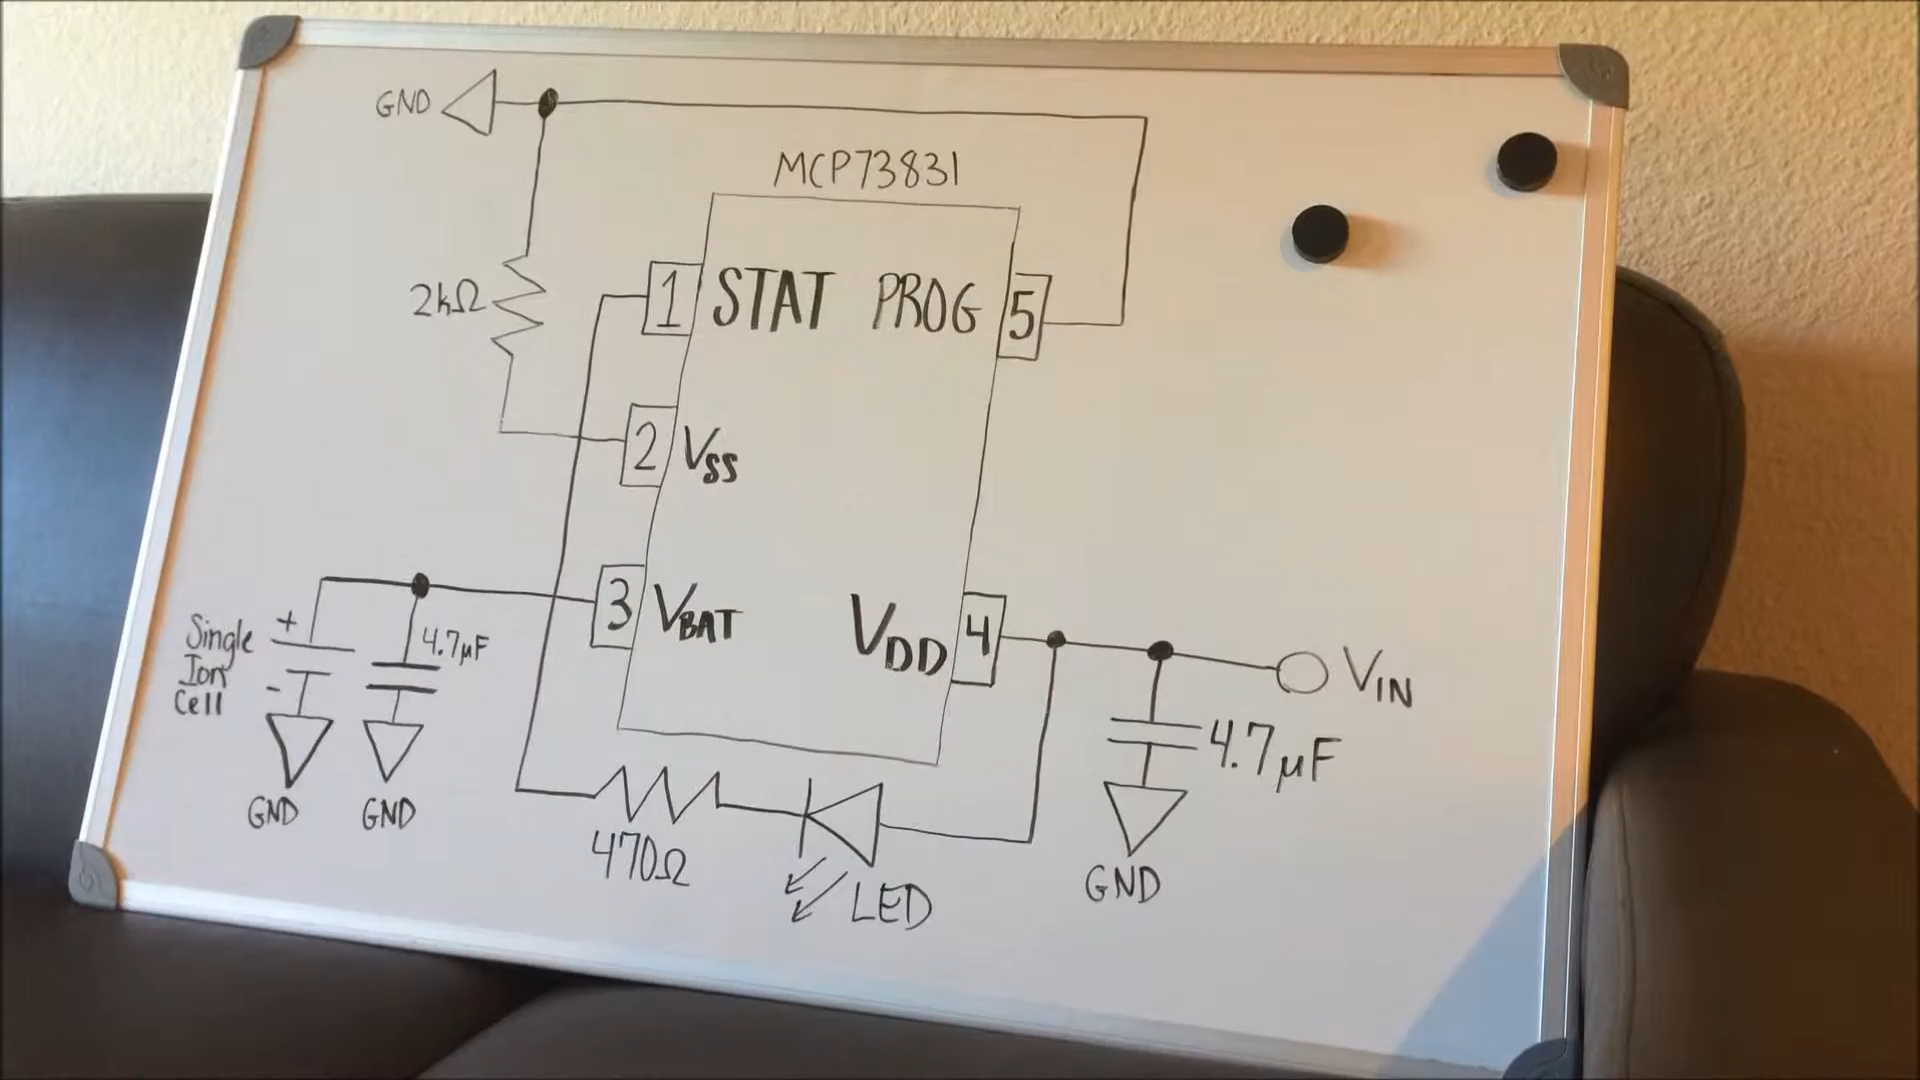 GND
MCP73831
2kΩ
1 STAT PROG 5
2 VSS
3 VBAT
VDD 4
VIN
+
Single
Ion
Cell
-
4.7µF
4.7µF
GND
GND
470Ω
LED
GND